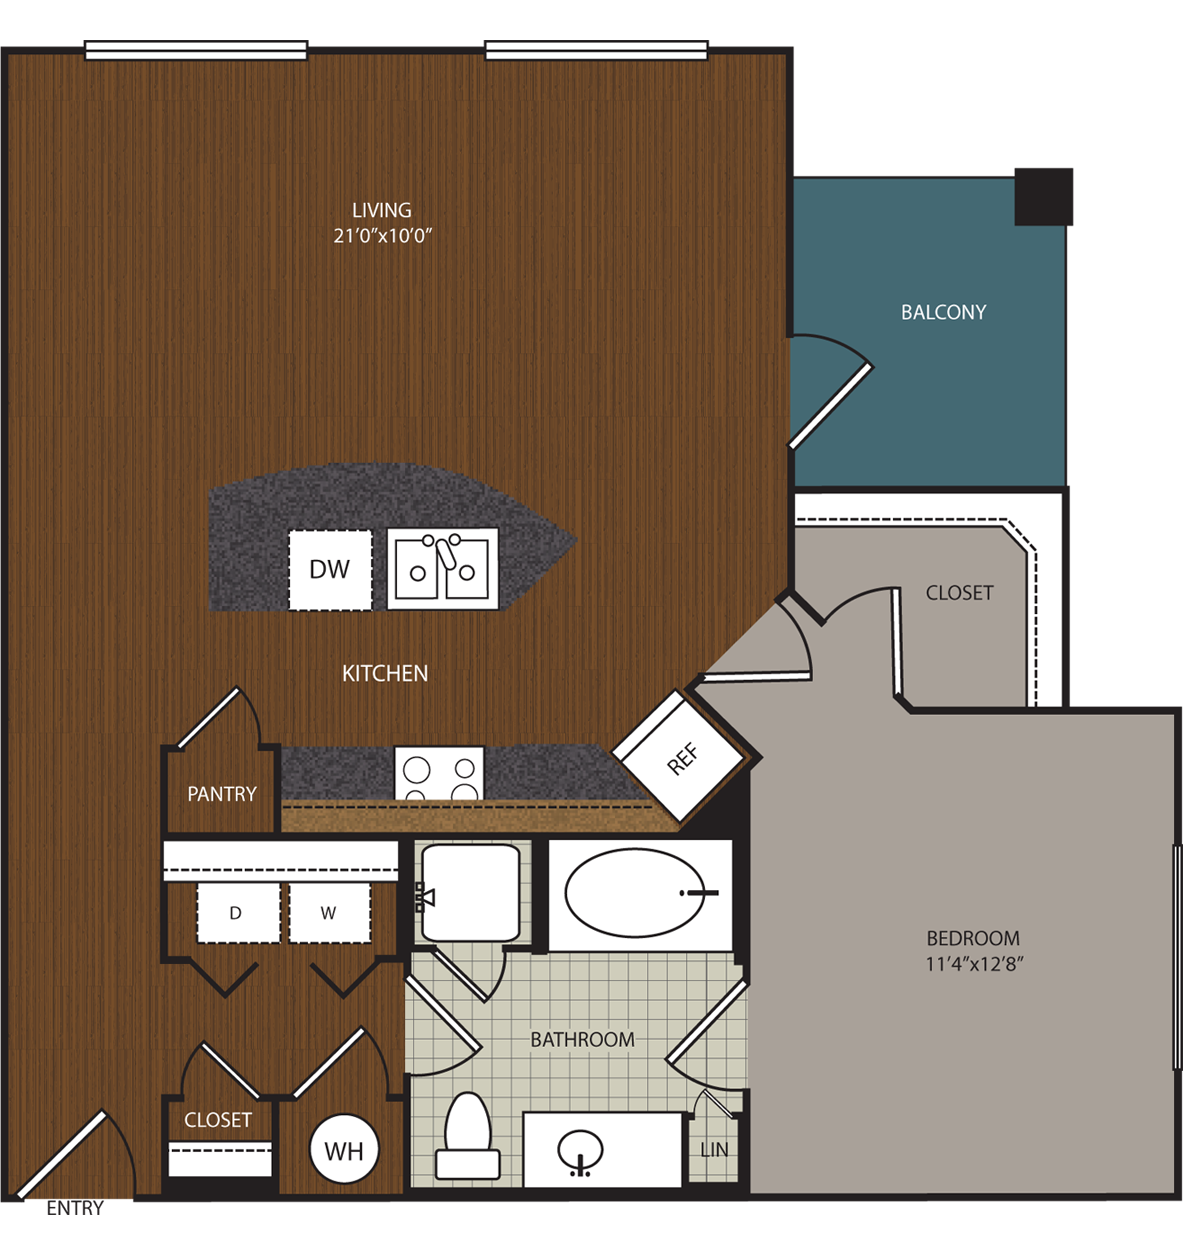 LIVING
21’0”x10’0”
BALCONY
DW
CLOSET
KITCHEN
REF
PANTRY
D
W
BEDROOM
11’4”x12’8”
BATHROOM
CLOSET
WH
LIN
ENTRY